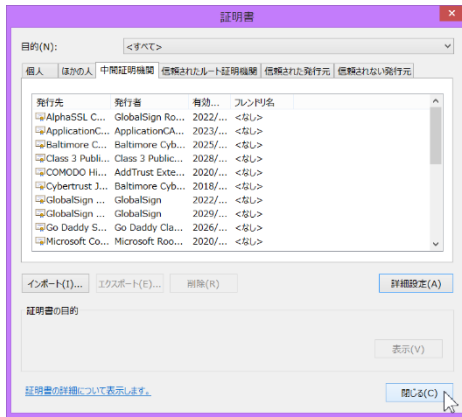 証明書
目的(N): <すべて>
個人 ほかの人 中間証明機関 信頼されたルート証明機関 信頼された発行元 信頼されない発行元
発行先 発行者 有効... フレンドリ名
AlphaSSL C... GlobalSign Ro... 2022/... <なし>
ApplicationC... ApplicationCA... 2023/... <なし>
Baltimore C... Baltimore Cyb... 2025/... <なし>
Class 3 Publi... Class 3 Public... 2028/... <なし>
COMODO Hi... AddTrust Exte... 2020/... <なし>
Cybertrust J... Baltimore Cyb... 2018/... <なし>
GlobalSign ... GlobalSign 2022/... <なし>
GlobalSign ... GlobalSign 2029/... <なし>
Go Daddy S... Go Daddy Cla... 2026/... <なし>
Microsoft Co... Microsoft Roo... 2020/... <なし>
インポート(I)... エクスポート(E)... 削除(R) 詳細設定(A)
証明書の目的
表示(V)
証明書の詳細について表示します。
閉じる(C)